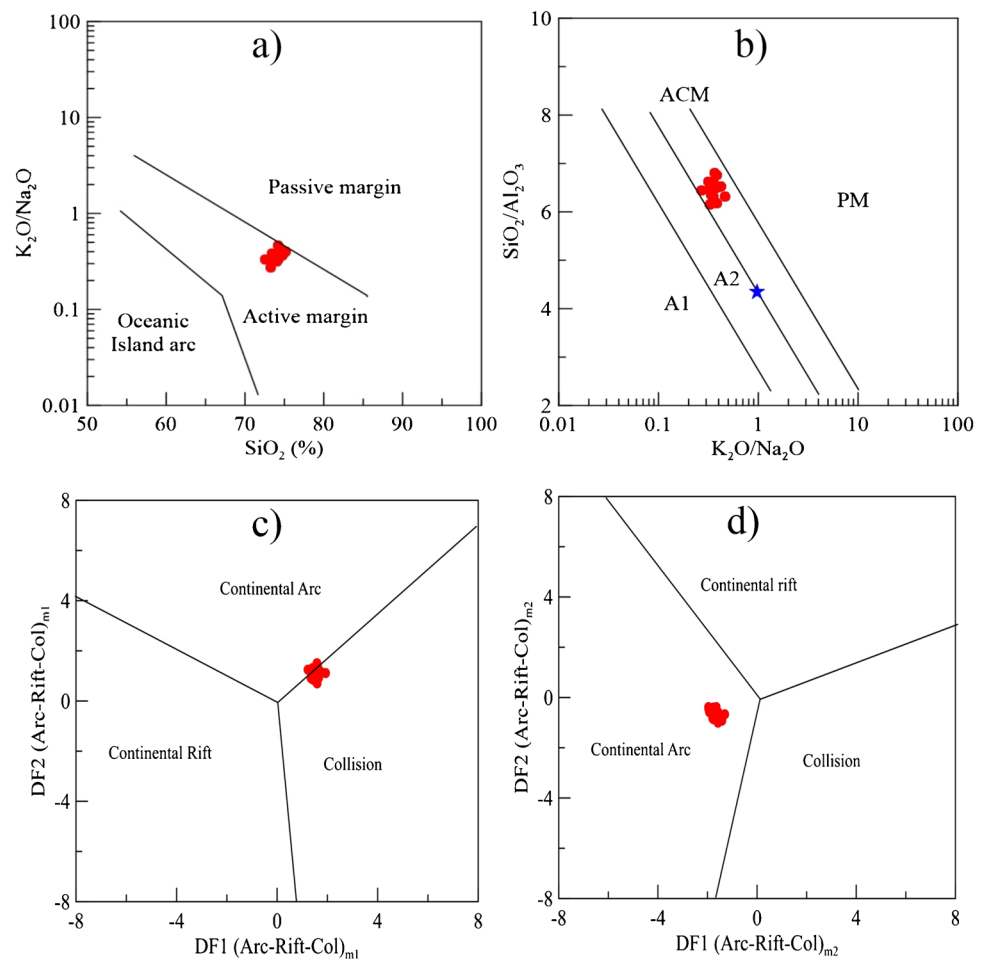 a)
100
10
1
0.1
0.01
K₂O/Na₂O
Passive margin
Active margin
Oceanic
Island arc
50
60
70
80
90
100
SiO₂ (%)
b)
10
8
6
4
2
SiO₂/Al₂O₃
ACM
PM
A2
A1
0.01
0.1
1
10
100
K₂O/Na₂O
c)
8
4
0
-4
-8
DF2 (Arc-Rift-Col)m1
Continental Arc
Continental Rift
Collision
-8
-4
0
4
8
DF1 (Arc-Rift-Col)m1
d)
8
4
0
-4
-8
DF2 (Arc-Rift-Col)m2
Continental rift
Continental Arc
Collision
-8
-4
0
4
8
DF1 (Arc-Rift-Col)m2